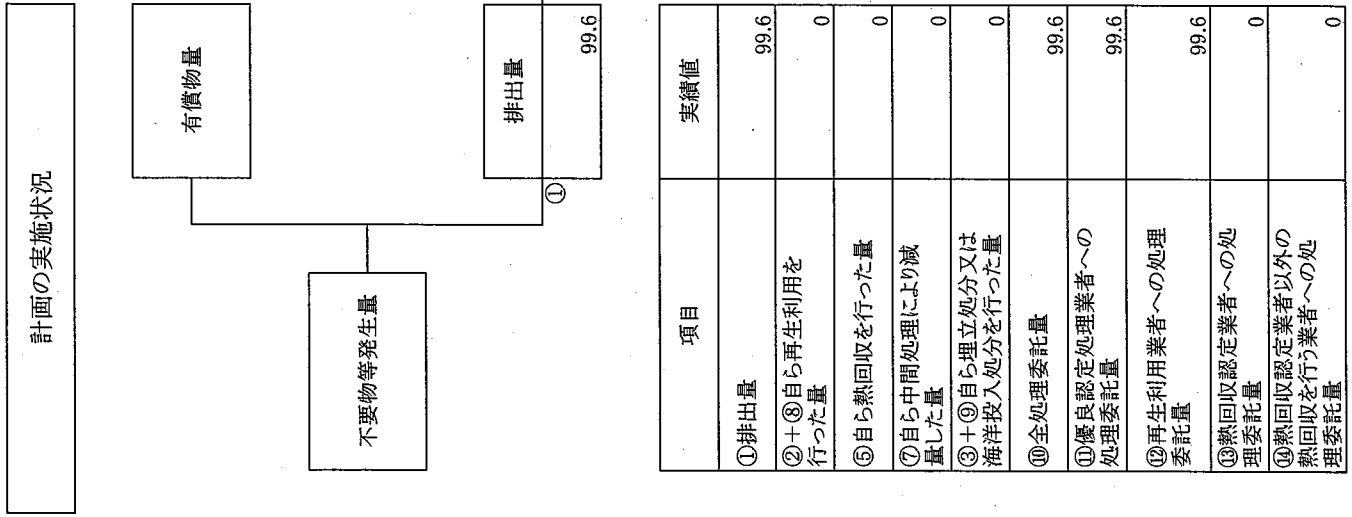 計画の実施状況
有償物量
不要物等発生量
排出量
①
99.6
項目
実績値
①排出量
99.6
②+⑧自ら再生利用を
行った量
0
⑤自ら熱回収を行った量
0
⑦自ら中間処理により減
量した量
0
③+⑨自ら埋立処分又は
海洋投入処分を行った量
0
⑩全処理委託量
99.6
⑪優良認定処理業者への
処理委託量
99.6
⑫再生利用業者への処理
委託量
99.6
⑬熱回収認定業者への処
理委託量
0
⑭熱回収認定業者以外の
熱回収を行う業者への処
理委託量
0